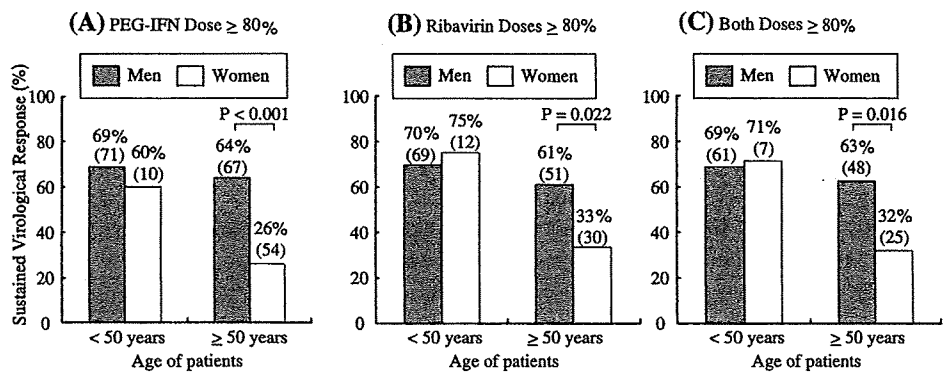 (A) PEG-IFN Dose ≥ 80%
Men Women
Sustained Virological Response (%)
100
80
60
40
20
0
69%
(71)
60%
(10)
64%
(67)
26%
(54)
P < 0.001
< 50 years ≥ 50 years
Age of patients
(B) Ribavirin Doses ≥ 80%
Men Women
100
80
60
40
20
0
70%
(69)
75%
(12)
61%
(51)
33%
(30)
P = 0.022
< 50 years ≥ 50 years
Age of patients
(C) Both Doses ≥ 80%
Men Women
100
80
60
40
20
0
69%
(61)
71%
(7)
63%
(48)
32%
(25)
P = 0.016
< 50 years ≥ 50 years
Age of patients